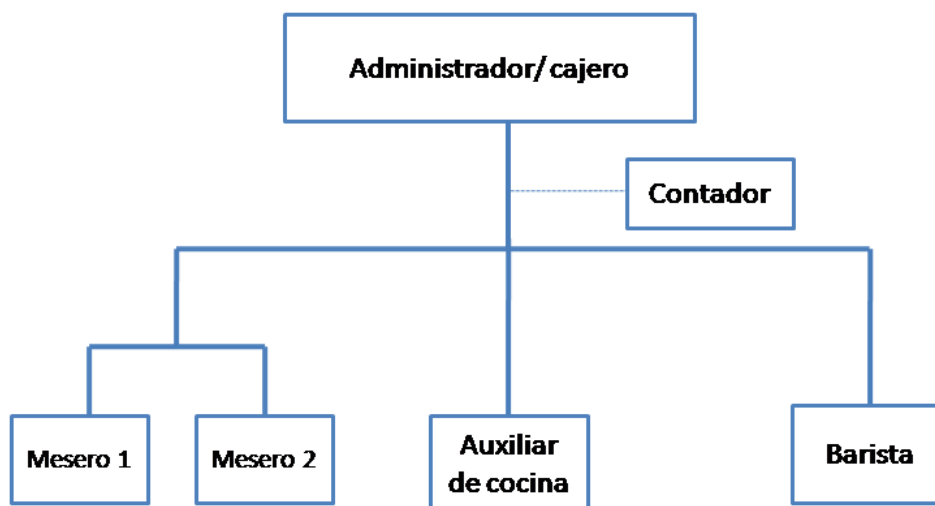 Administrador/cajero
Contador
Mesero 1
Mesero 2
Auxiliar
de cocina
Barista